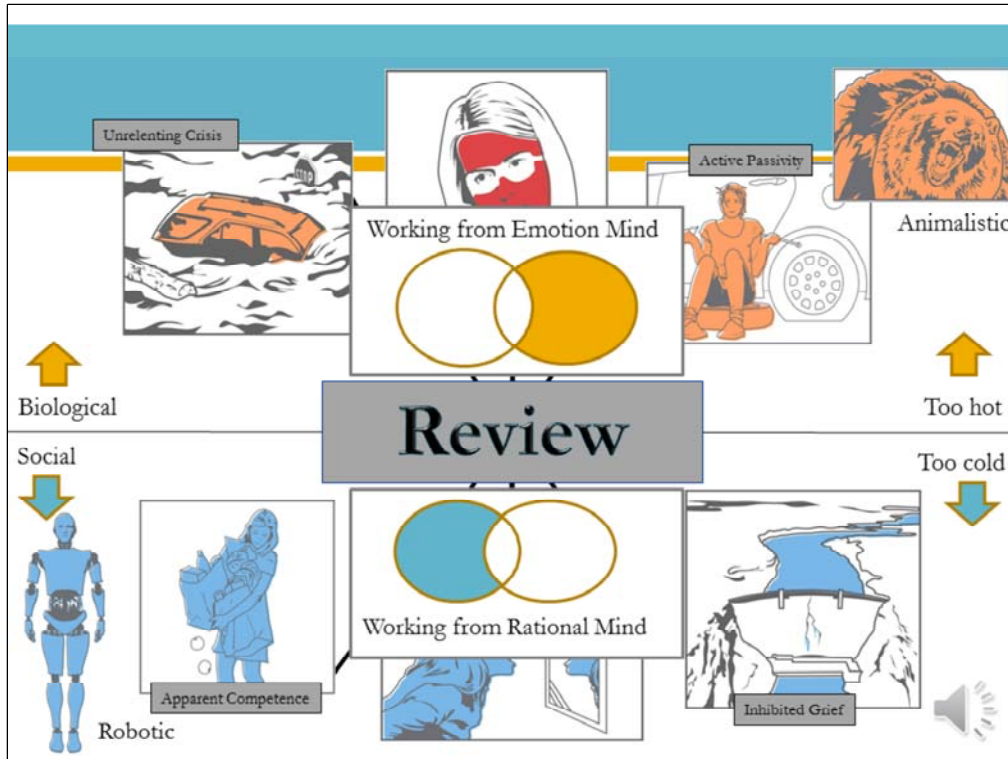 Unrelenting Crisis
Active Passivity
Working from Emotion Mind
Animalistic
Biological
Too hot
Review
Social
Too cold
Working from Rational Mind
Apparent Competence
Inhibited Grief
Robotic